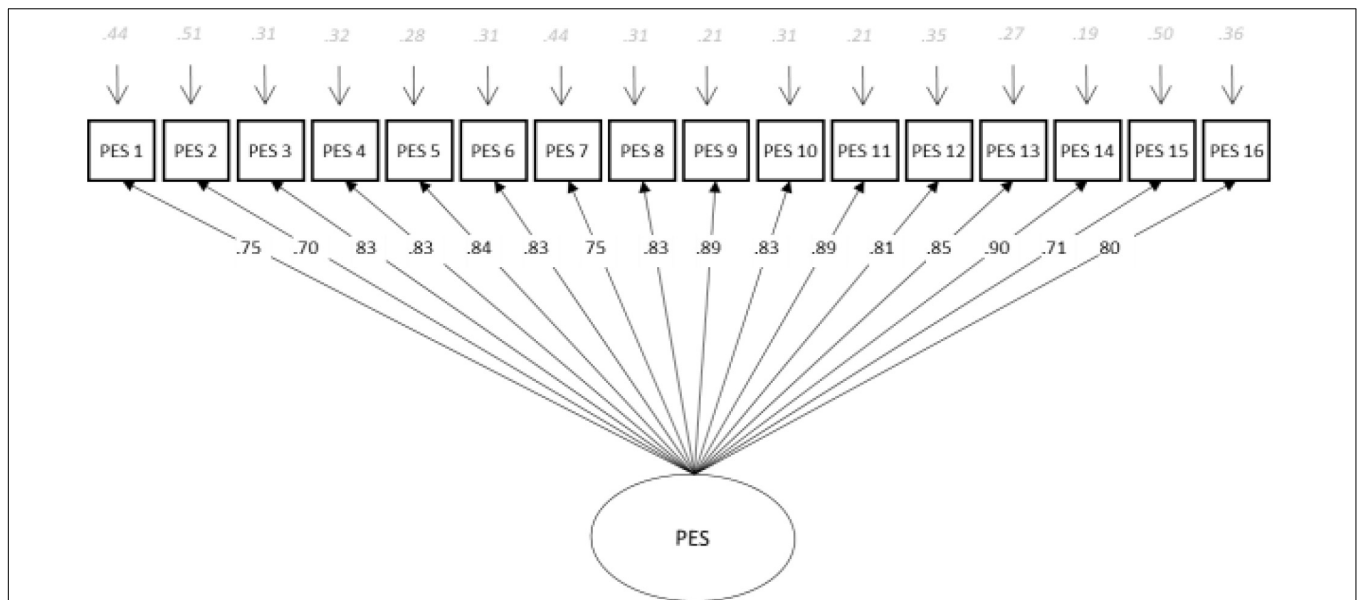 .44 .51 .31 .32 .28 .31 .44 .31 .21 .31 .21 .35 .27 .19 .50 .36
PES 1 PES 2 PES 3 PES 4 PES 5 PES 6 PES 7 PES 8 PES 9 PES 10 PES 11 PES 12 PES 13 PES 14 PES 15 PES 16
.75 .70 83 .83 .84 .83 75 .83 .89 .83 .89 .81 .85 .90 .71 80
PES